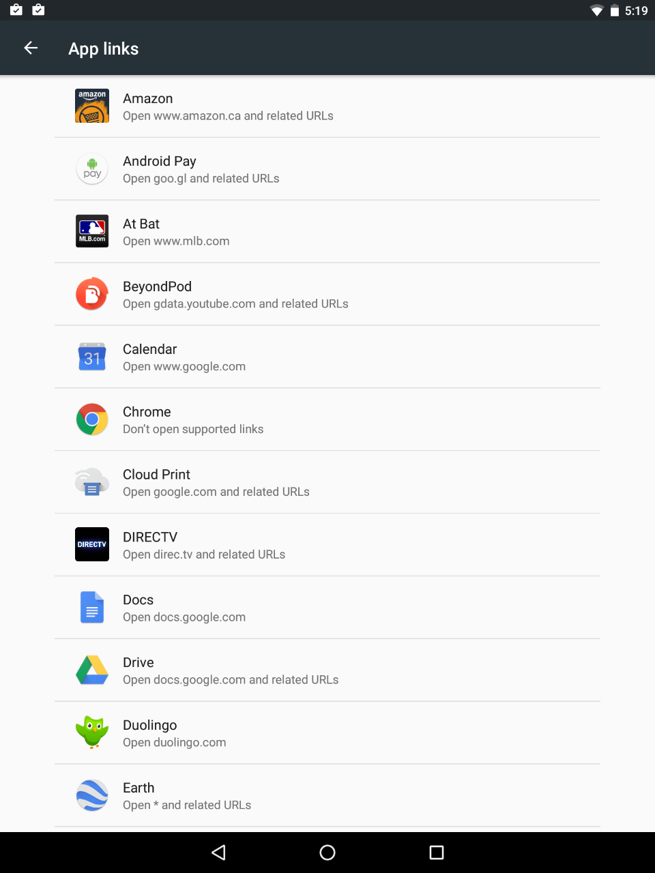 5:19
App links
amazon
Amazon
Open www.amazon.ca and related URLs
pay
Android Pay
Open goo.gl and related URLs
MLB.com
At Bat
Open www.mlb.com
BeyondPod
Open gdata.youtube.com and related URLs
31
Calendar
Open www.google.com
Chrome
Don't open supported links
Cloud Print
Open google.com and related URLs
DIRECTV
DIRECTV
Open direc.tv and related URLs
Docs
Open docs.google.com
Drive
Open docs.google.com and related URLs
Duolingo
Open duolingo.com
Earth
Open * and related URLs